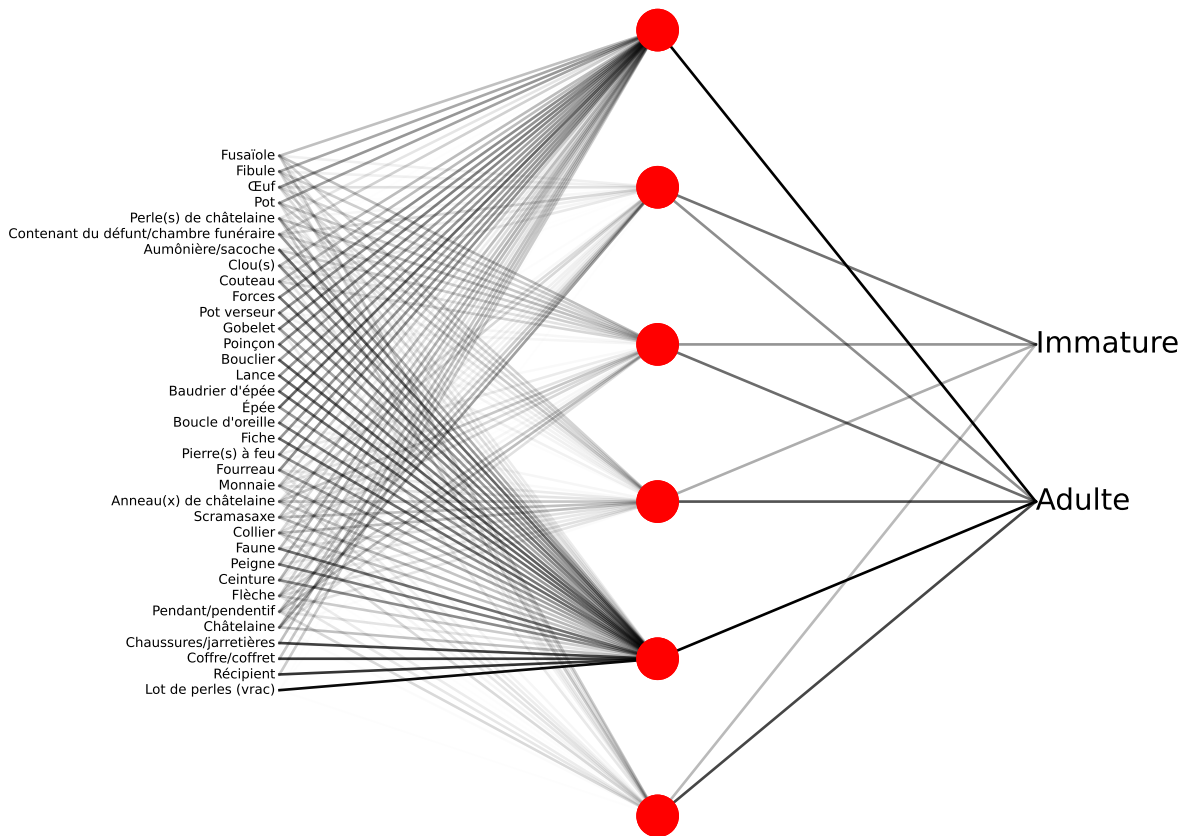 Fusaïole
Fibule
Œuf
Pot
Perle(s) de châtelaine
Contenant du défunt/chambre funéraire
Aumônière/sacoche
Clou(s)
Couteau
Forces
Pot verseur
Gobelet
Poinçon
Bouclier
Lance
Baudrier d'épée
Épée
Boucle d'oreille
Fiche
Pierre(s) à feu
Fourreau
Monnaie
Anneau(x) de châtelaine
Scramasaxe
Collier
Faune
Peigne
Ceinture
Flèche
Pendant/pendentif
Châtelaine
Chaussures/jarretières
Coffre/coffret
Récipient
Lot de perles (vrac)
Immature
Adulte